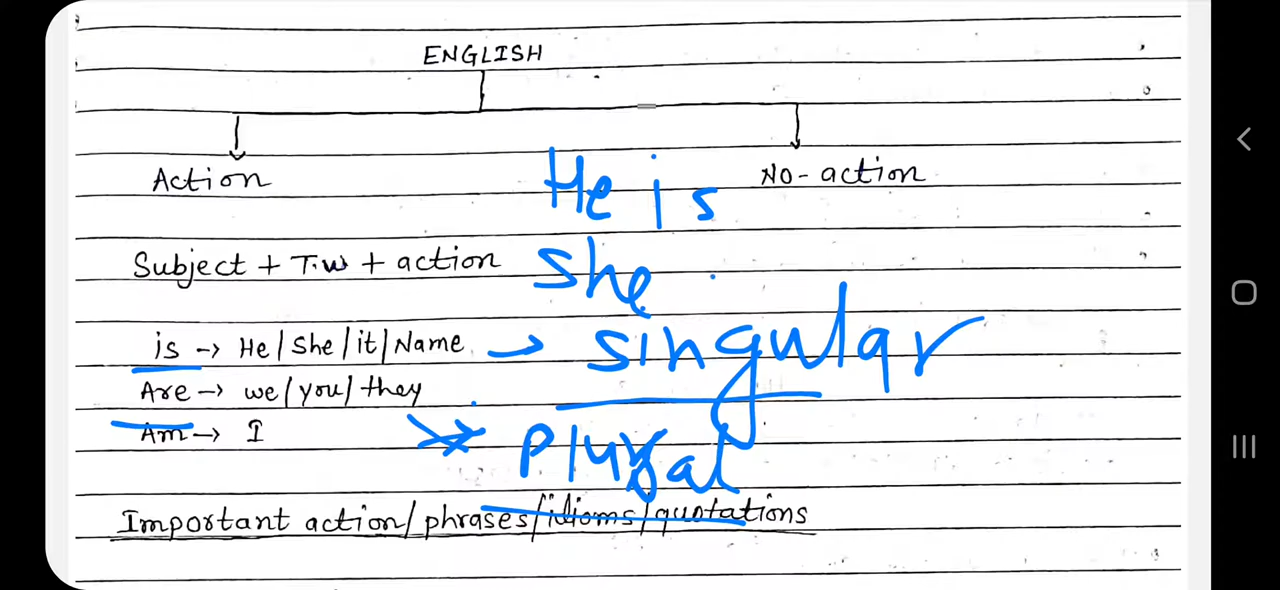 ENGLISH
Action
No-action
He is
Subject + T.W + action
She
is → He/She/it/Name → singular
Are → we/you/they
Am → I
Plural
Important action/phrases/idioms/quotations